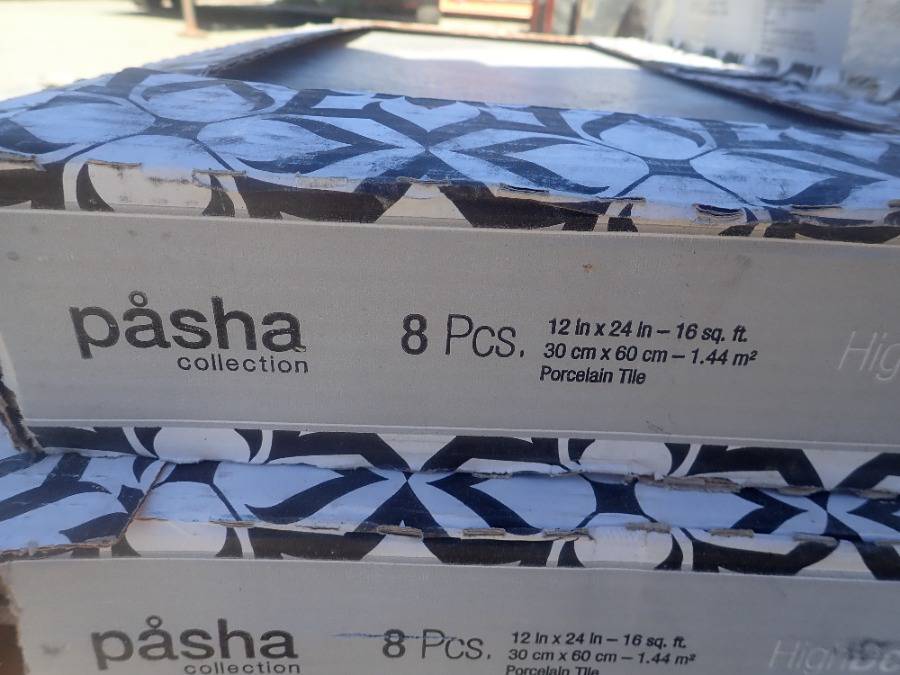 påsha
collection
8 Pcs.
12 in x 24 in – 16 sq. ft.
30 cm x 60 cm – 1.44 m²
Porcelain Tile
påsha
collection
8 Pcs.
12 in x 24 in – 16 sq. ft.
30 cm x 60 cm – 1.44 m²
Porcelain Tile